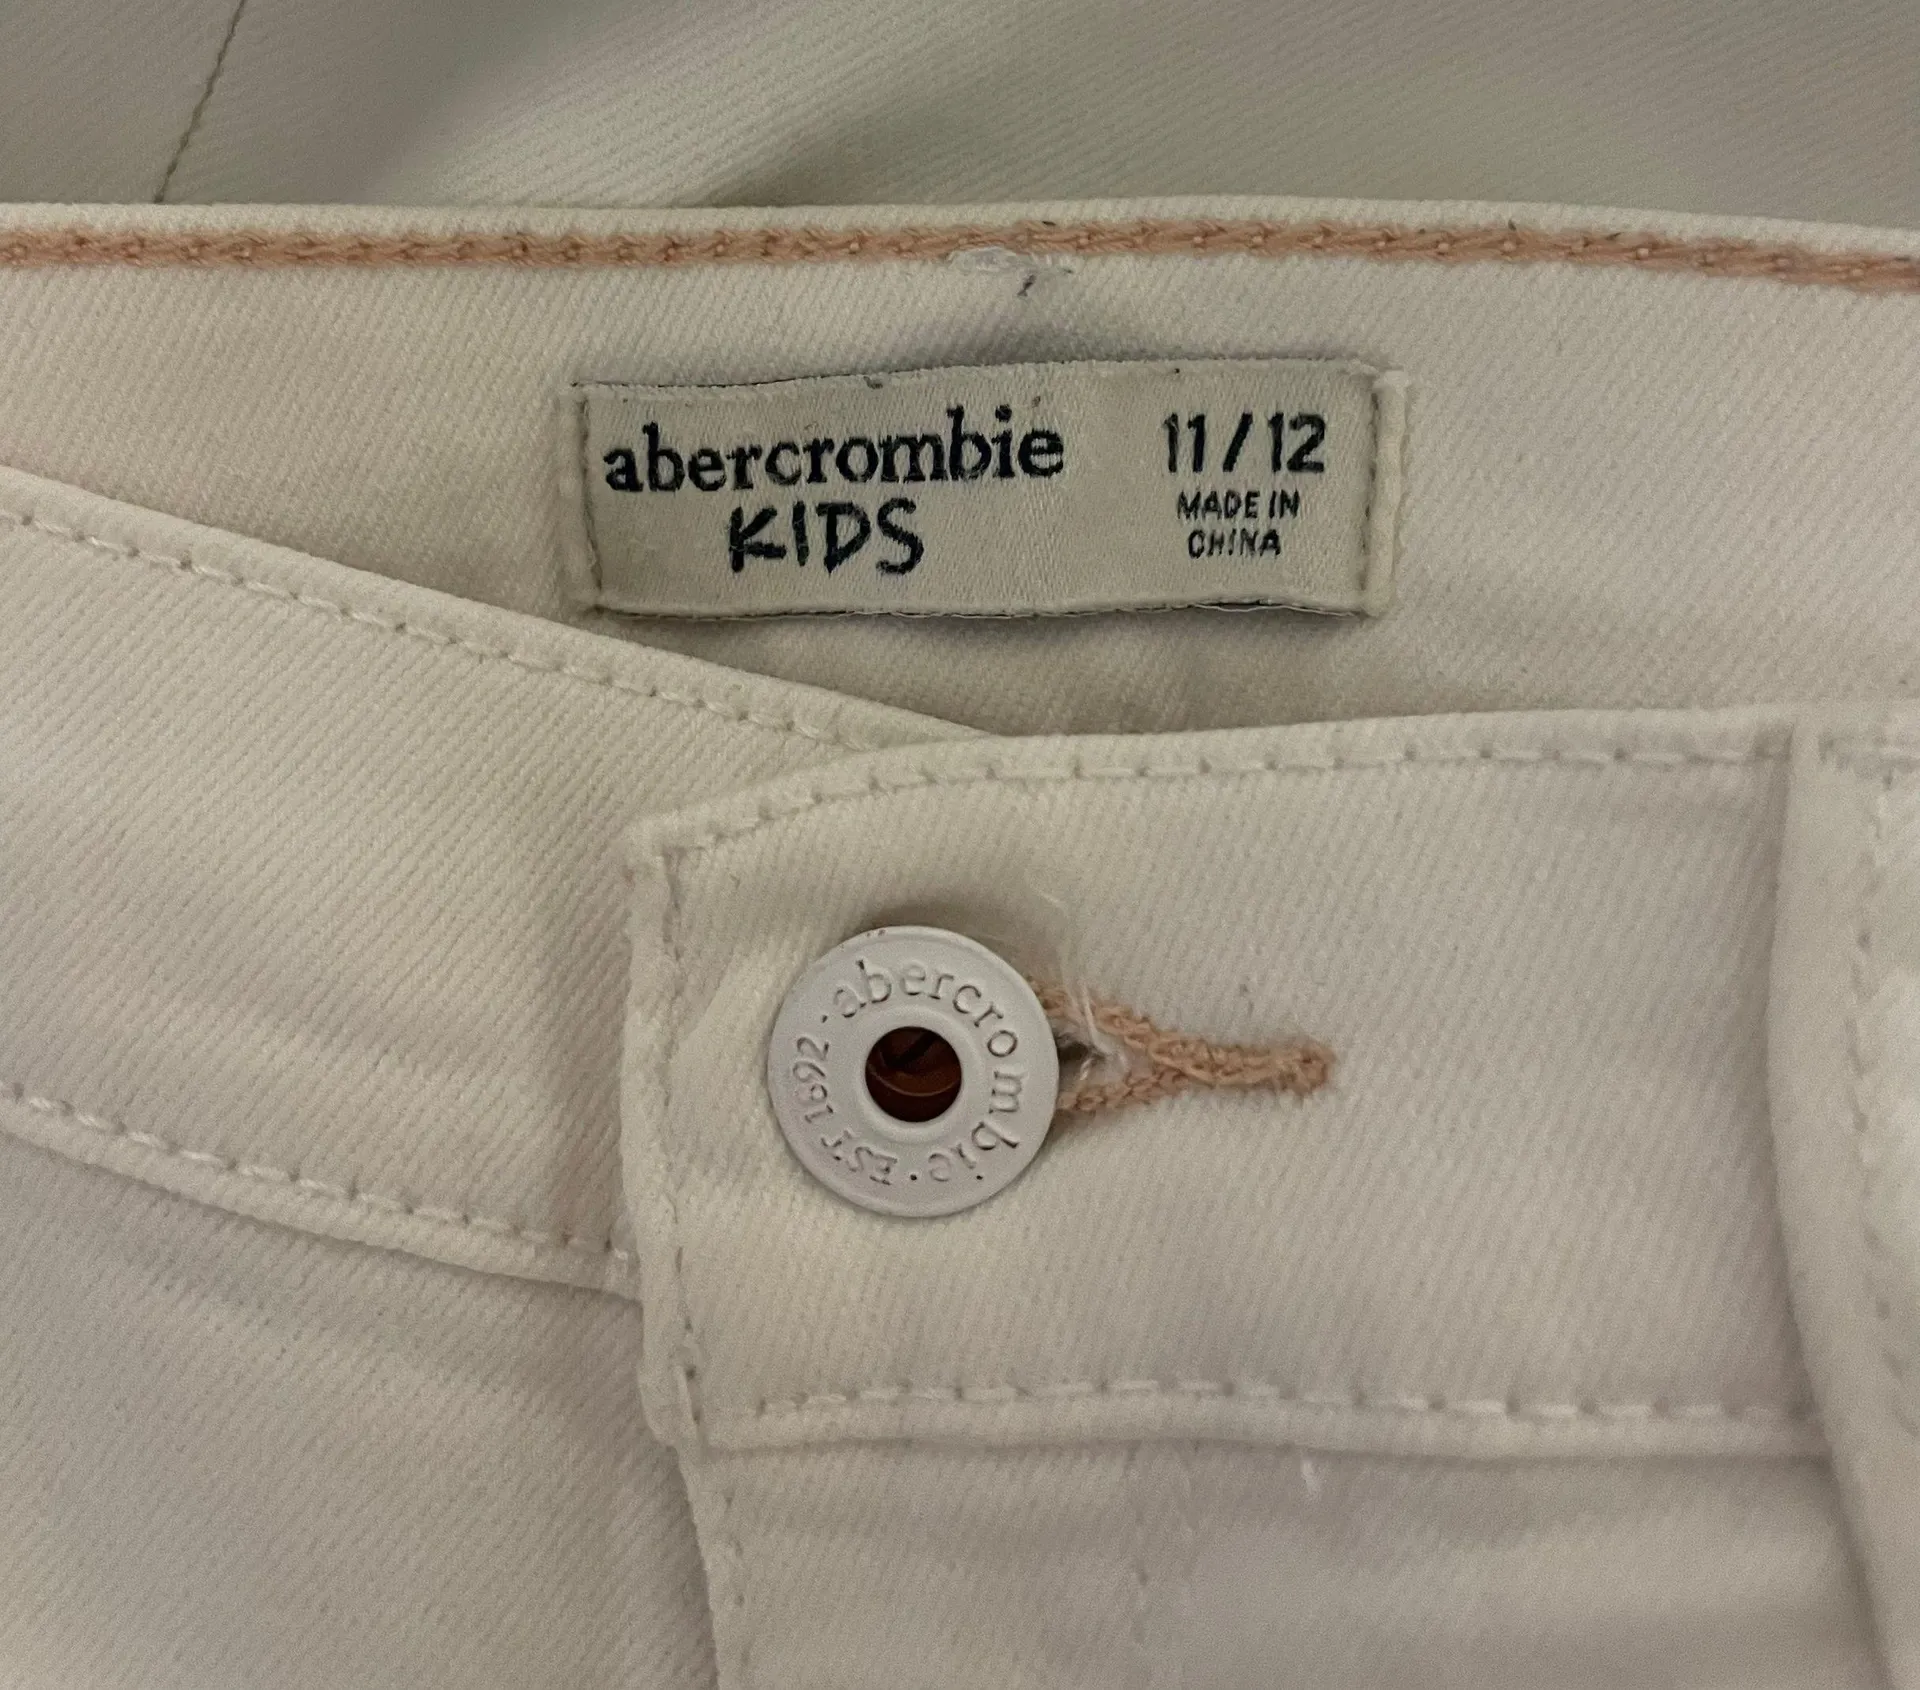 abercrombie
KIDS
11/12
MADE IN
CHINA
abercrombie · EST 1892 ·